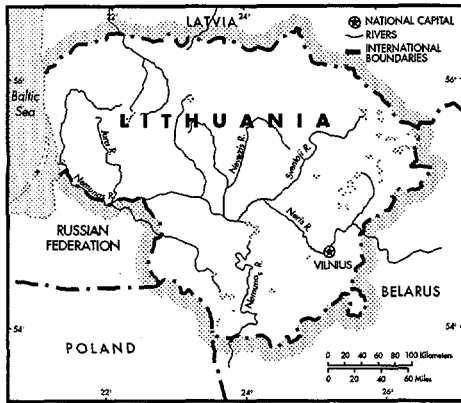 22°
LATVIA
24°
NATIONAL CAPITAL
RIVERS
INTERNATIONAL
BOUNDARIES
56°
56°
Baltic
Sea
LITHUANIA
Jura R.
Nevezis R.
Sventoji R.
Nemunas R.
Neris R.
RUSSIAN
FEDERATION
VILNIUS
Nemunas R.
BELARUS
54°
54°
POLAND
0 20 40 60 80 100 Kilometers
0 20 40 60 Miles
22°
24°
26°